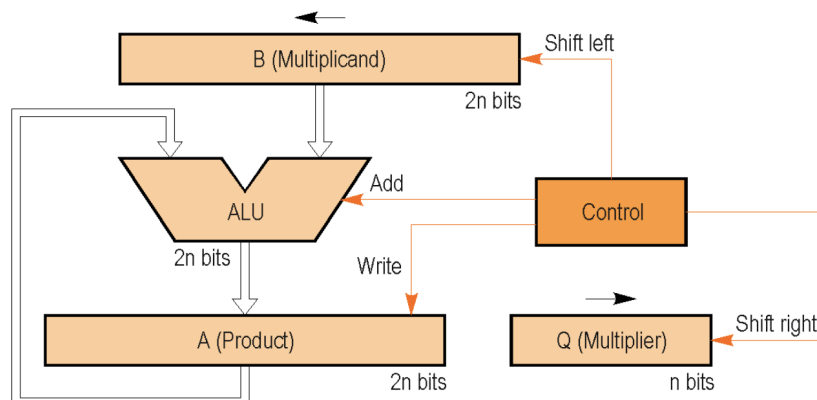 B (Multiplicand)
Shift left
2n bits
ALU
Add
Control
2n bits
Write
A (Product)
Q (Multiplier)
Shift right
2n bits
n bits